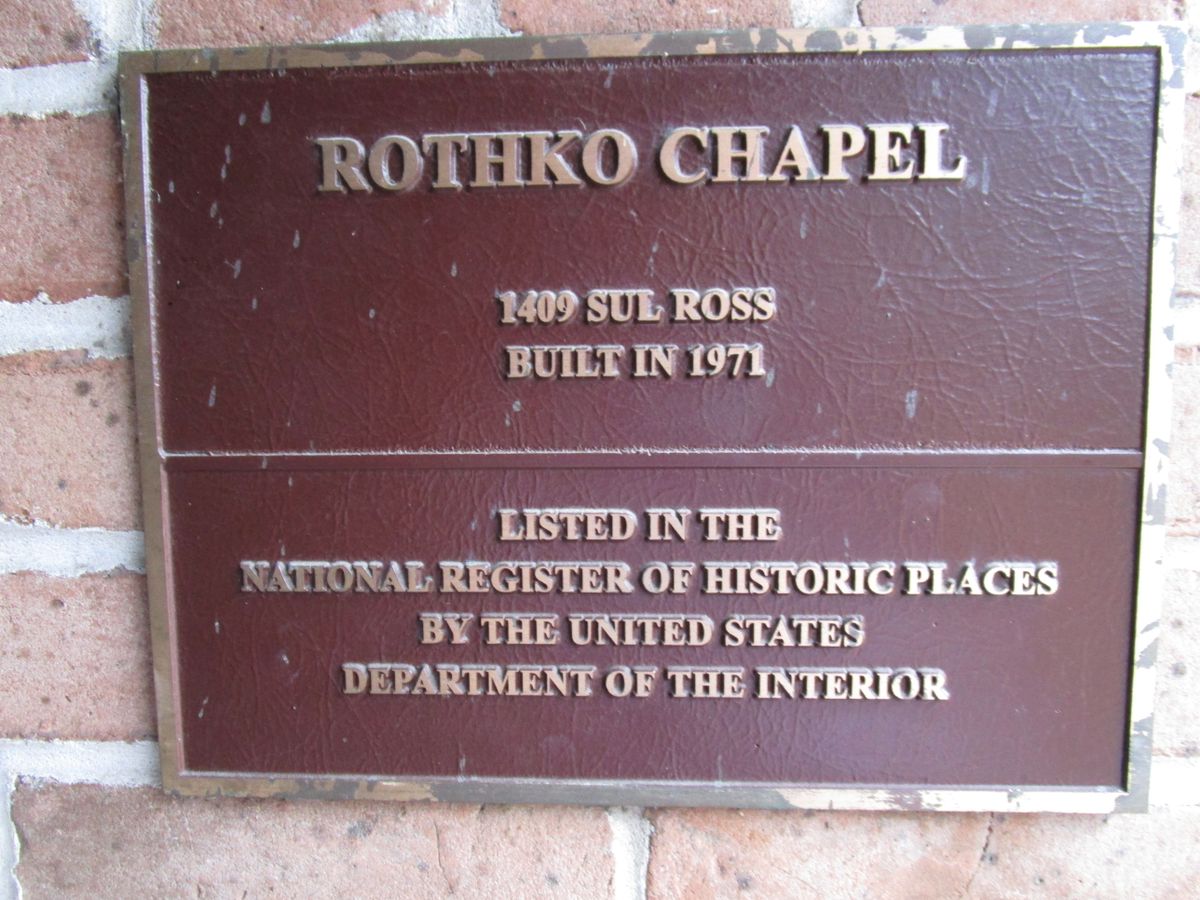 ROTHKO CHAPEL
1409 SUL ROSS
BUILT IN 1971
LISTED IN THE
NATIONAL REGISTER OF HISTORIC PLACES
BY THE UNITED STATES
DEPARTMENT OF THE INTERIOR